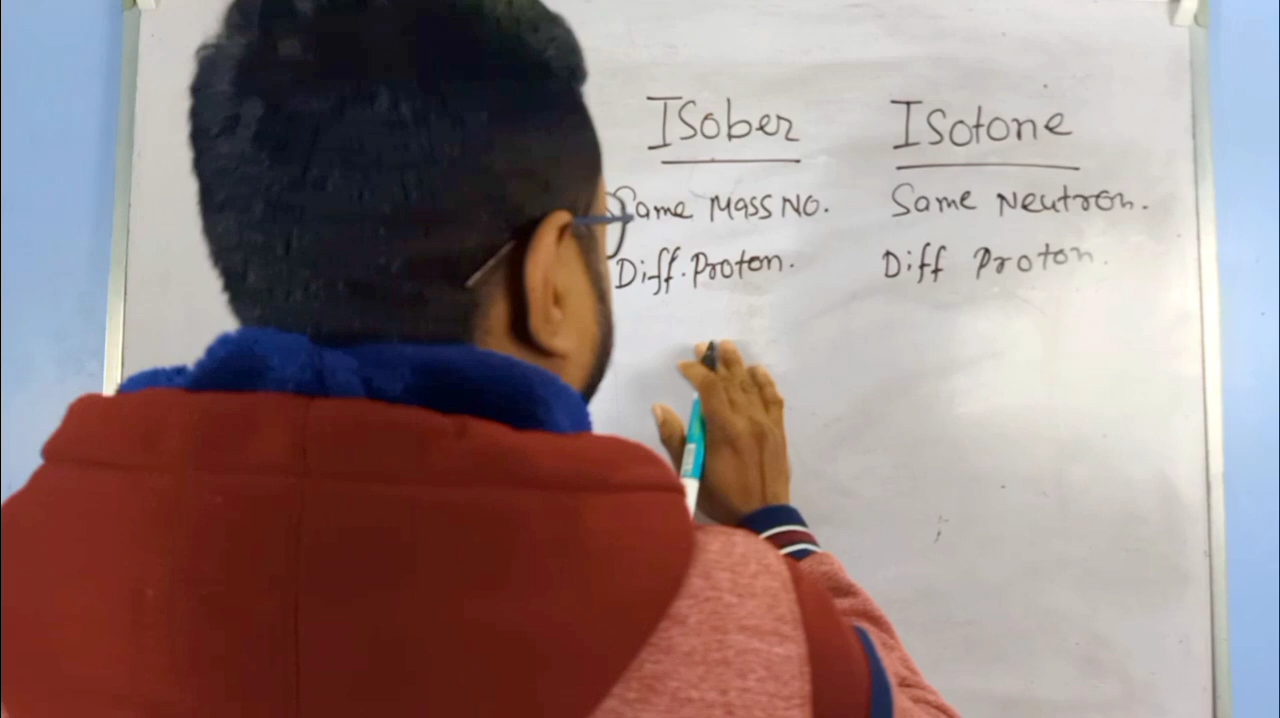 ISober
Same Mass No.
Diff. Proton.
ISotone
Same Neutron.
Diff Proton.